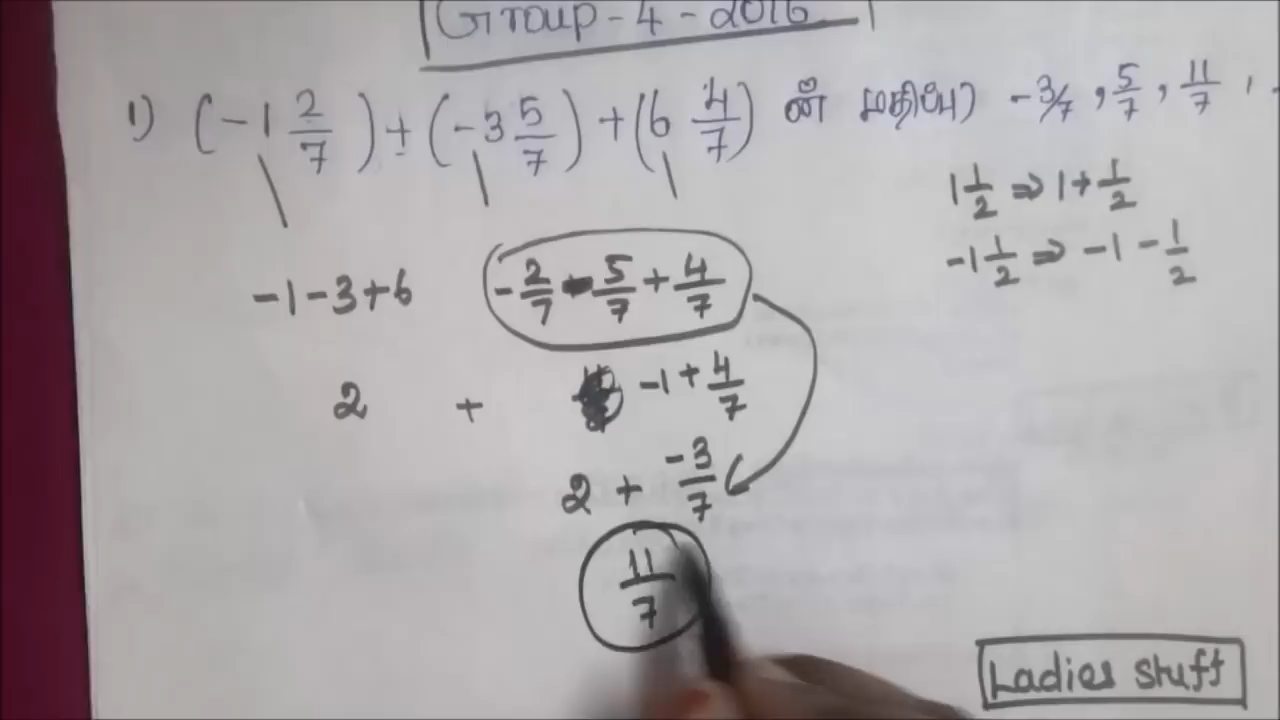 Group - 4 - 2016
1) (-1 2/7) + (-3 5/7) + (6 4/7) ன் மதிப்பு -3/7, 5/7, 11/7,
1 1/2 ⇒ 1 + 1/2
-1 1/2 ⇒ -1 - 1/2
-1-3+6 -2/7 - 5/7 + 4/7
2 + -1 + 4/7
2 + -3/7
11/7
Ladies stuff